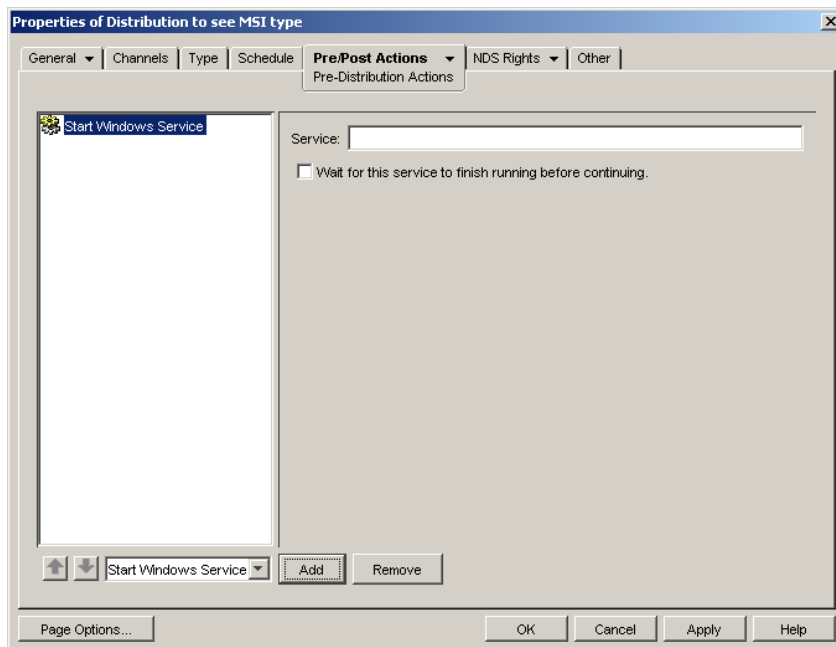 Properties of Distribution to see MSI type
General Channels Type Schedule Pre/Post Actions NDS Rights Other
Pre-Distribution Actions
Start Windows Service
Service:
Wait for this service to finish running before continuing.
Start Windows Service Add Remove
Page Options... OK Cancel Apply Help